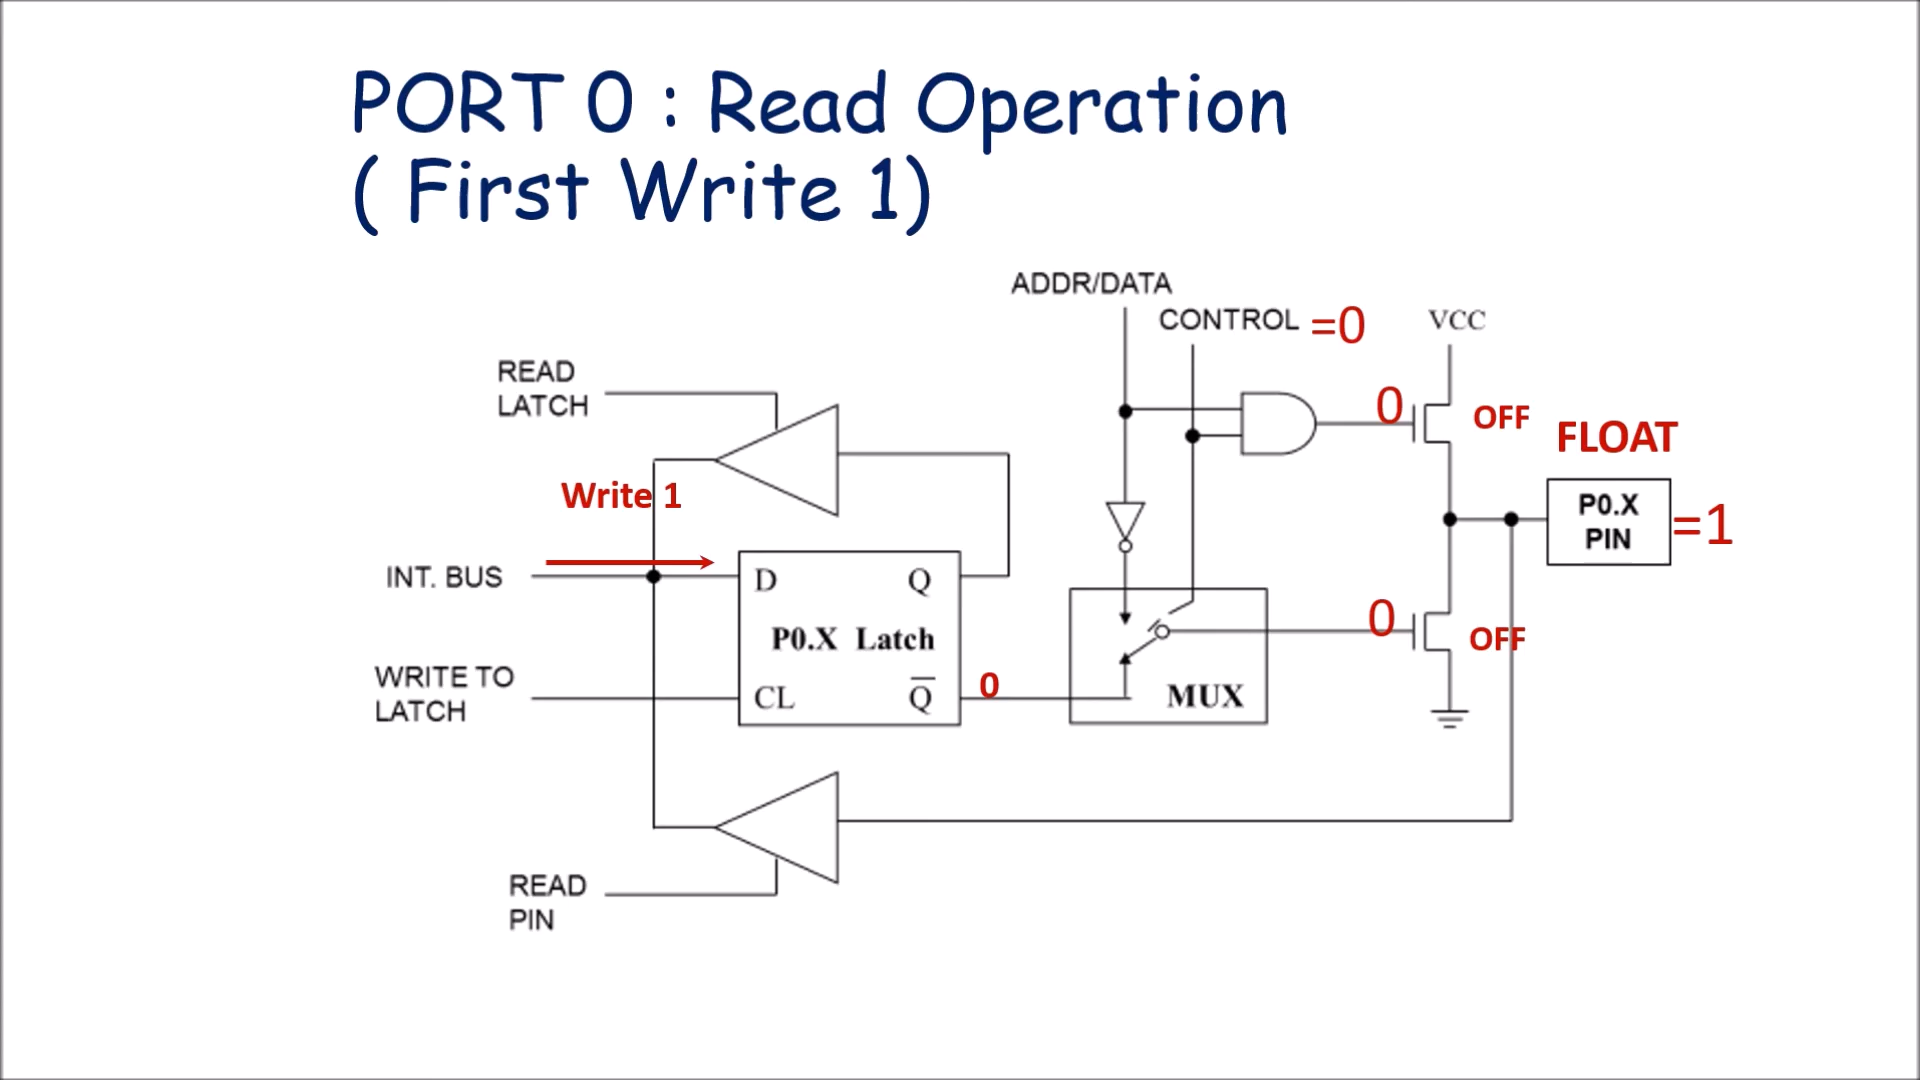 PORT 0 : Read Operation
( First Write 1)
ADDR/DATA
CONTROL =0
VCC
READ
LATCH
0
OFF
FLOAT
Write 1
P0.X
PIN
=1
INT. BUS
D
Q
P0.X Latch
0
OFF
WRITE TO
LATCH
CL
Q̅
0
MUX
READ
PIN